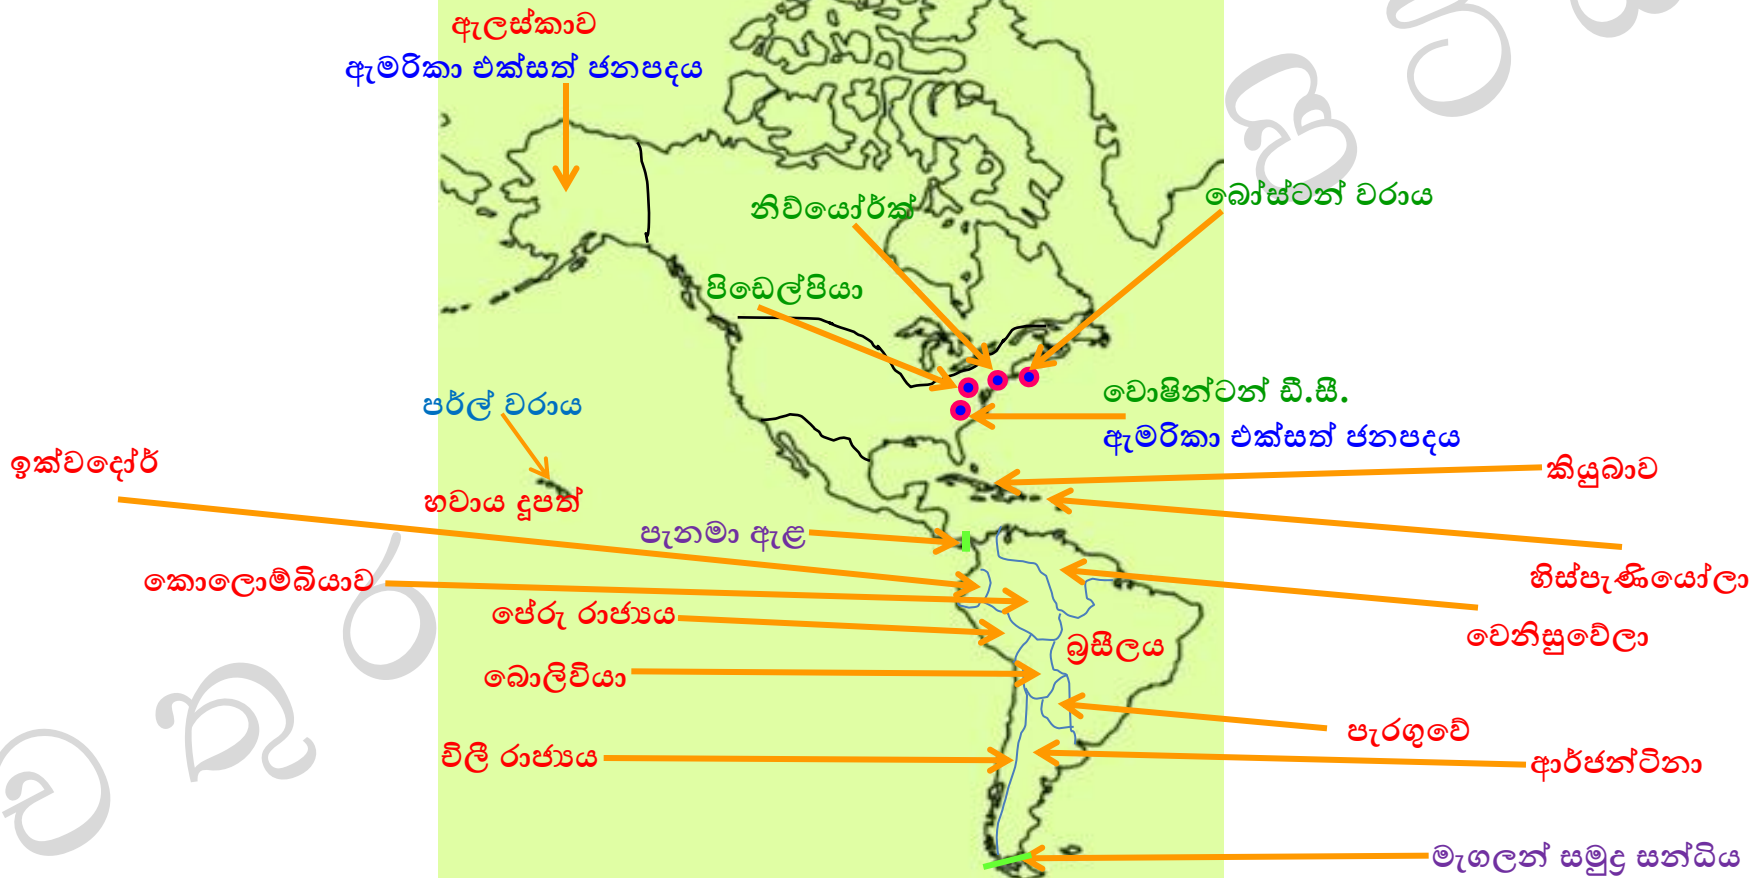 ඇලස්කාව
ඇමරිකා එක්සත් ජනපදය
නිව්යෝර්ක්
බෝස්ටන් වරාය
පිඩෙල්පියා
වොෂින්ටන් ඩී.සී.
පර්ල් වරාය
ඇමරිකා එක්සත් ජනපදය
ඉක්වදෝර්
කියුබාව
හවාය දූපත්
පැනමා ඇළ
කොලොම්බියාව
හිස්පැණියෝලා
පේරු රාජ්‍යය
වෙනිසුවේලා
බ්‍රසීලය
බොලිවියා
පැරගුවේ
චිලී රාජ්‍යය
ආර්ජන්ටිනා
මැගලන් සමුද්‍ර සන්ධිය